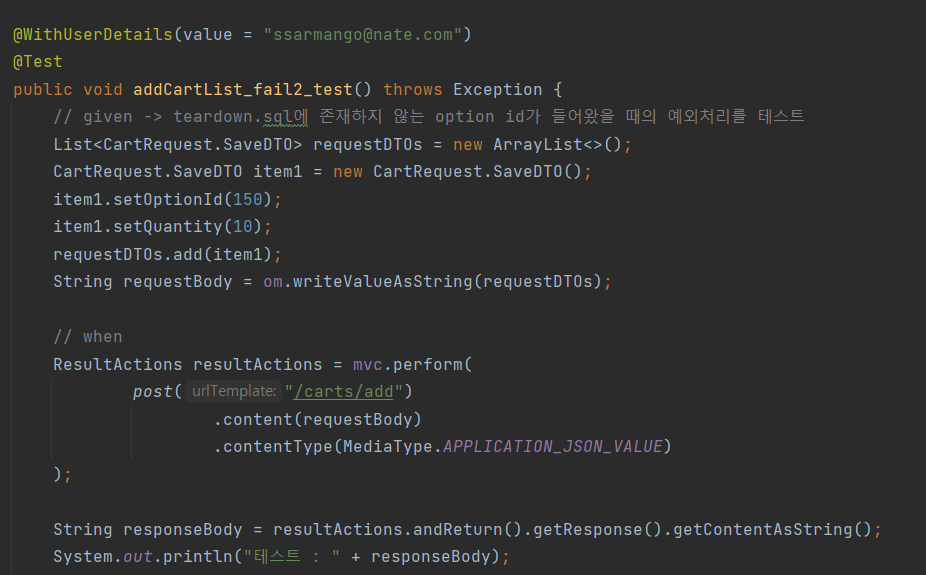 @WithUserDetails(value = "ssarmango@nate.com")
@Test
public void addCartList_fail2_test() throws Exception {
// given -> teardown.sql에 존재하지 않는 option id가 들어왔을 때의 예외처리를 테스트
List<CartRequest.SaveDTO> requestDTOs = new ArrayList<>();
CartRequest.SaveDTO item1 = new CartRequest.SaveDTO();
item1.setOptionId(150);
item1.setQuantity(10);
requestDTOs.add(item1);
String requestBody = om.writeValueAsString(requestDTOs);
// when
ResultActions resultActions = mvc.perform(
post( urlTemplate: "/carts/add")
.content(requestBody)
.contentType(MediaType.APPLICATION_JSON_VALUE)
);
String responseBody = resultActions.andReturn().getResponse().getContentAsString();
System.out.println("테스트 : " + responseBody);